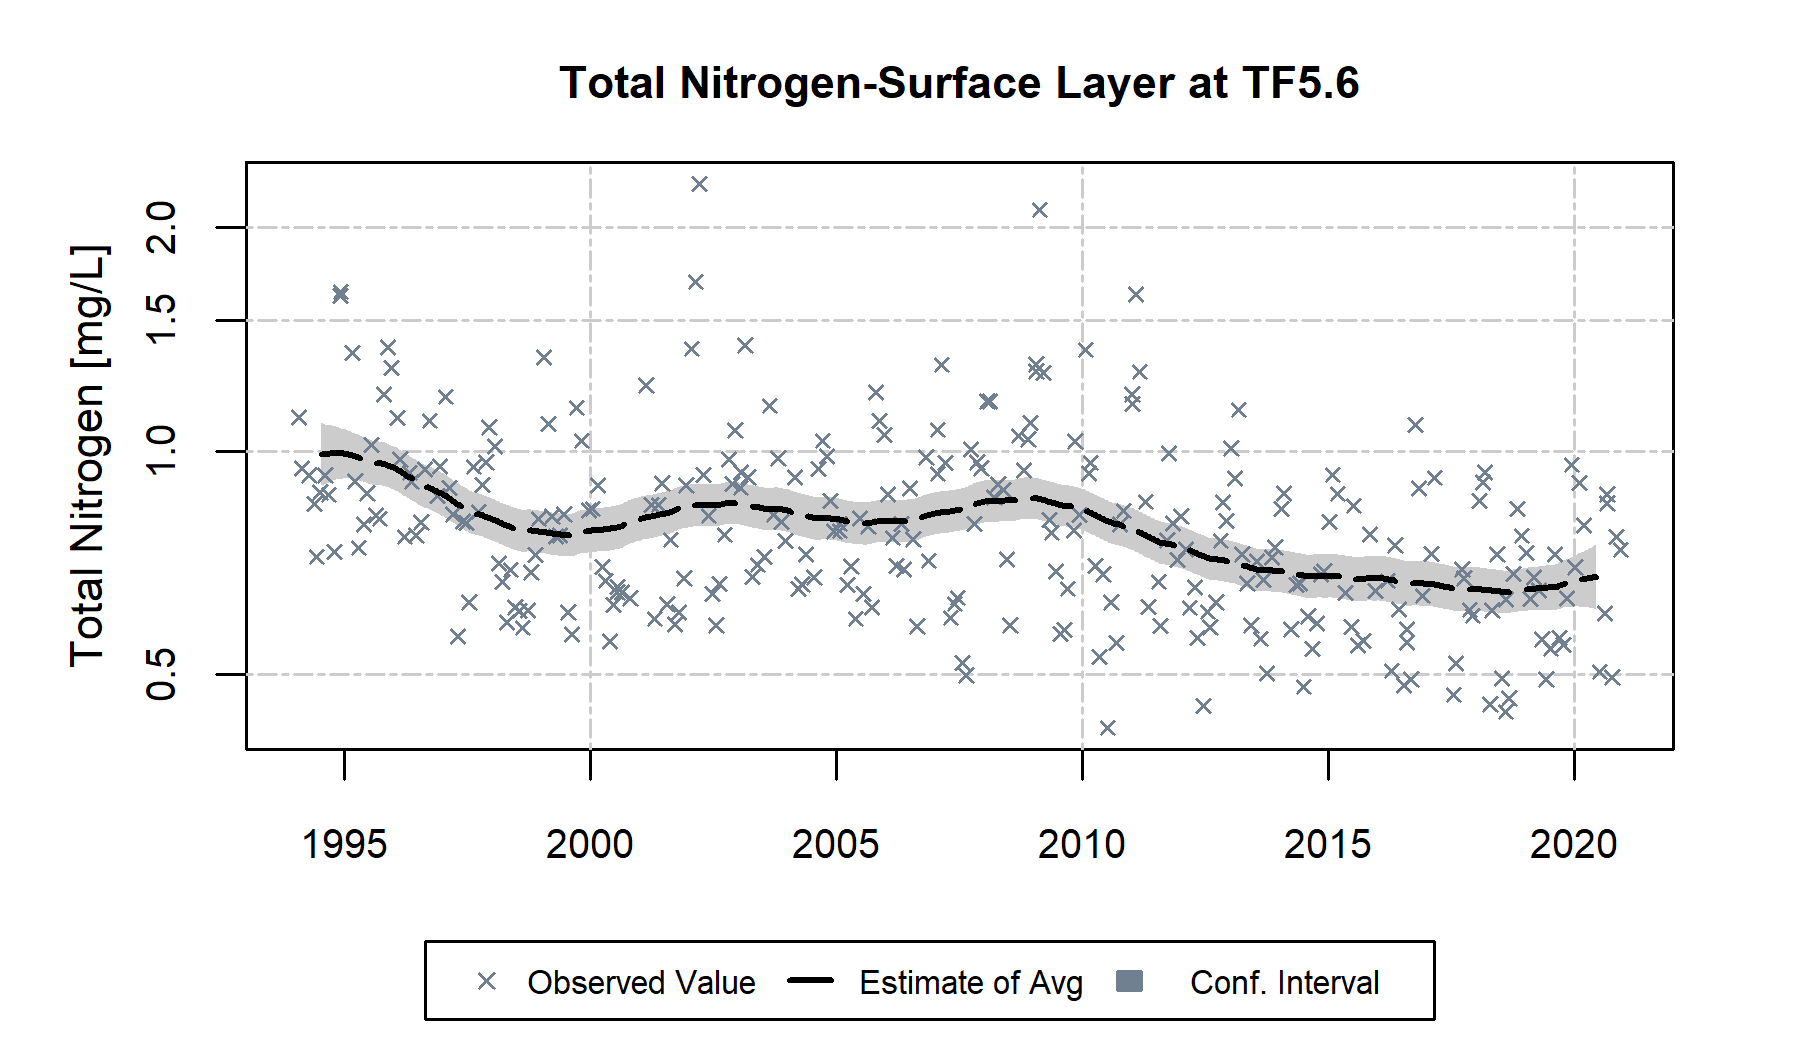 Total Nitrogen-Surface Layer at TF5.6
Total Nitrogen [mg/L]
2.0
1.5
1.0
0.5
1995 2000 2005 2010 2015 2020
Observed Value Estimate of Avg Conf. Interval